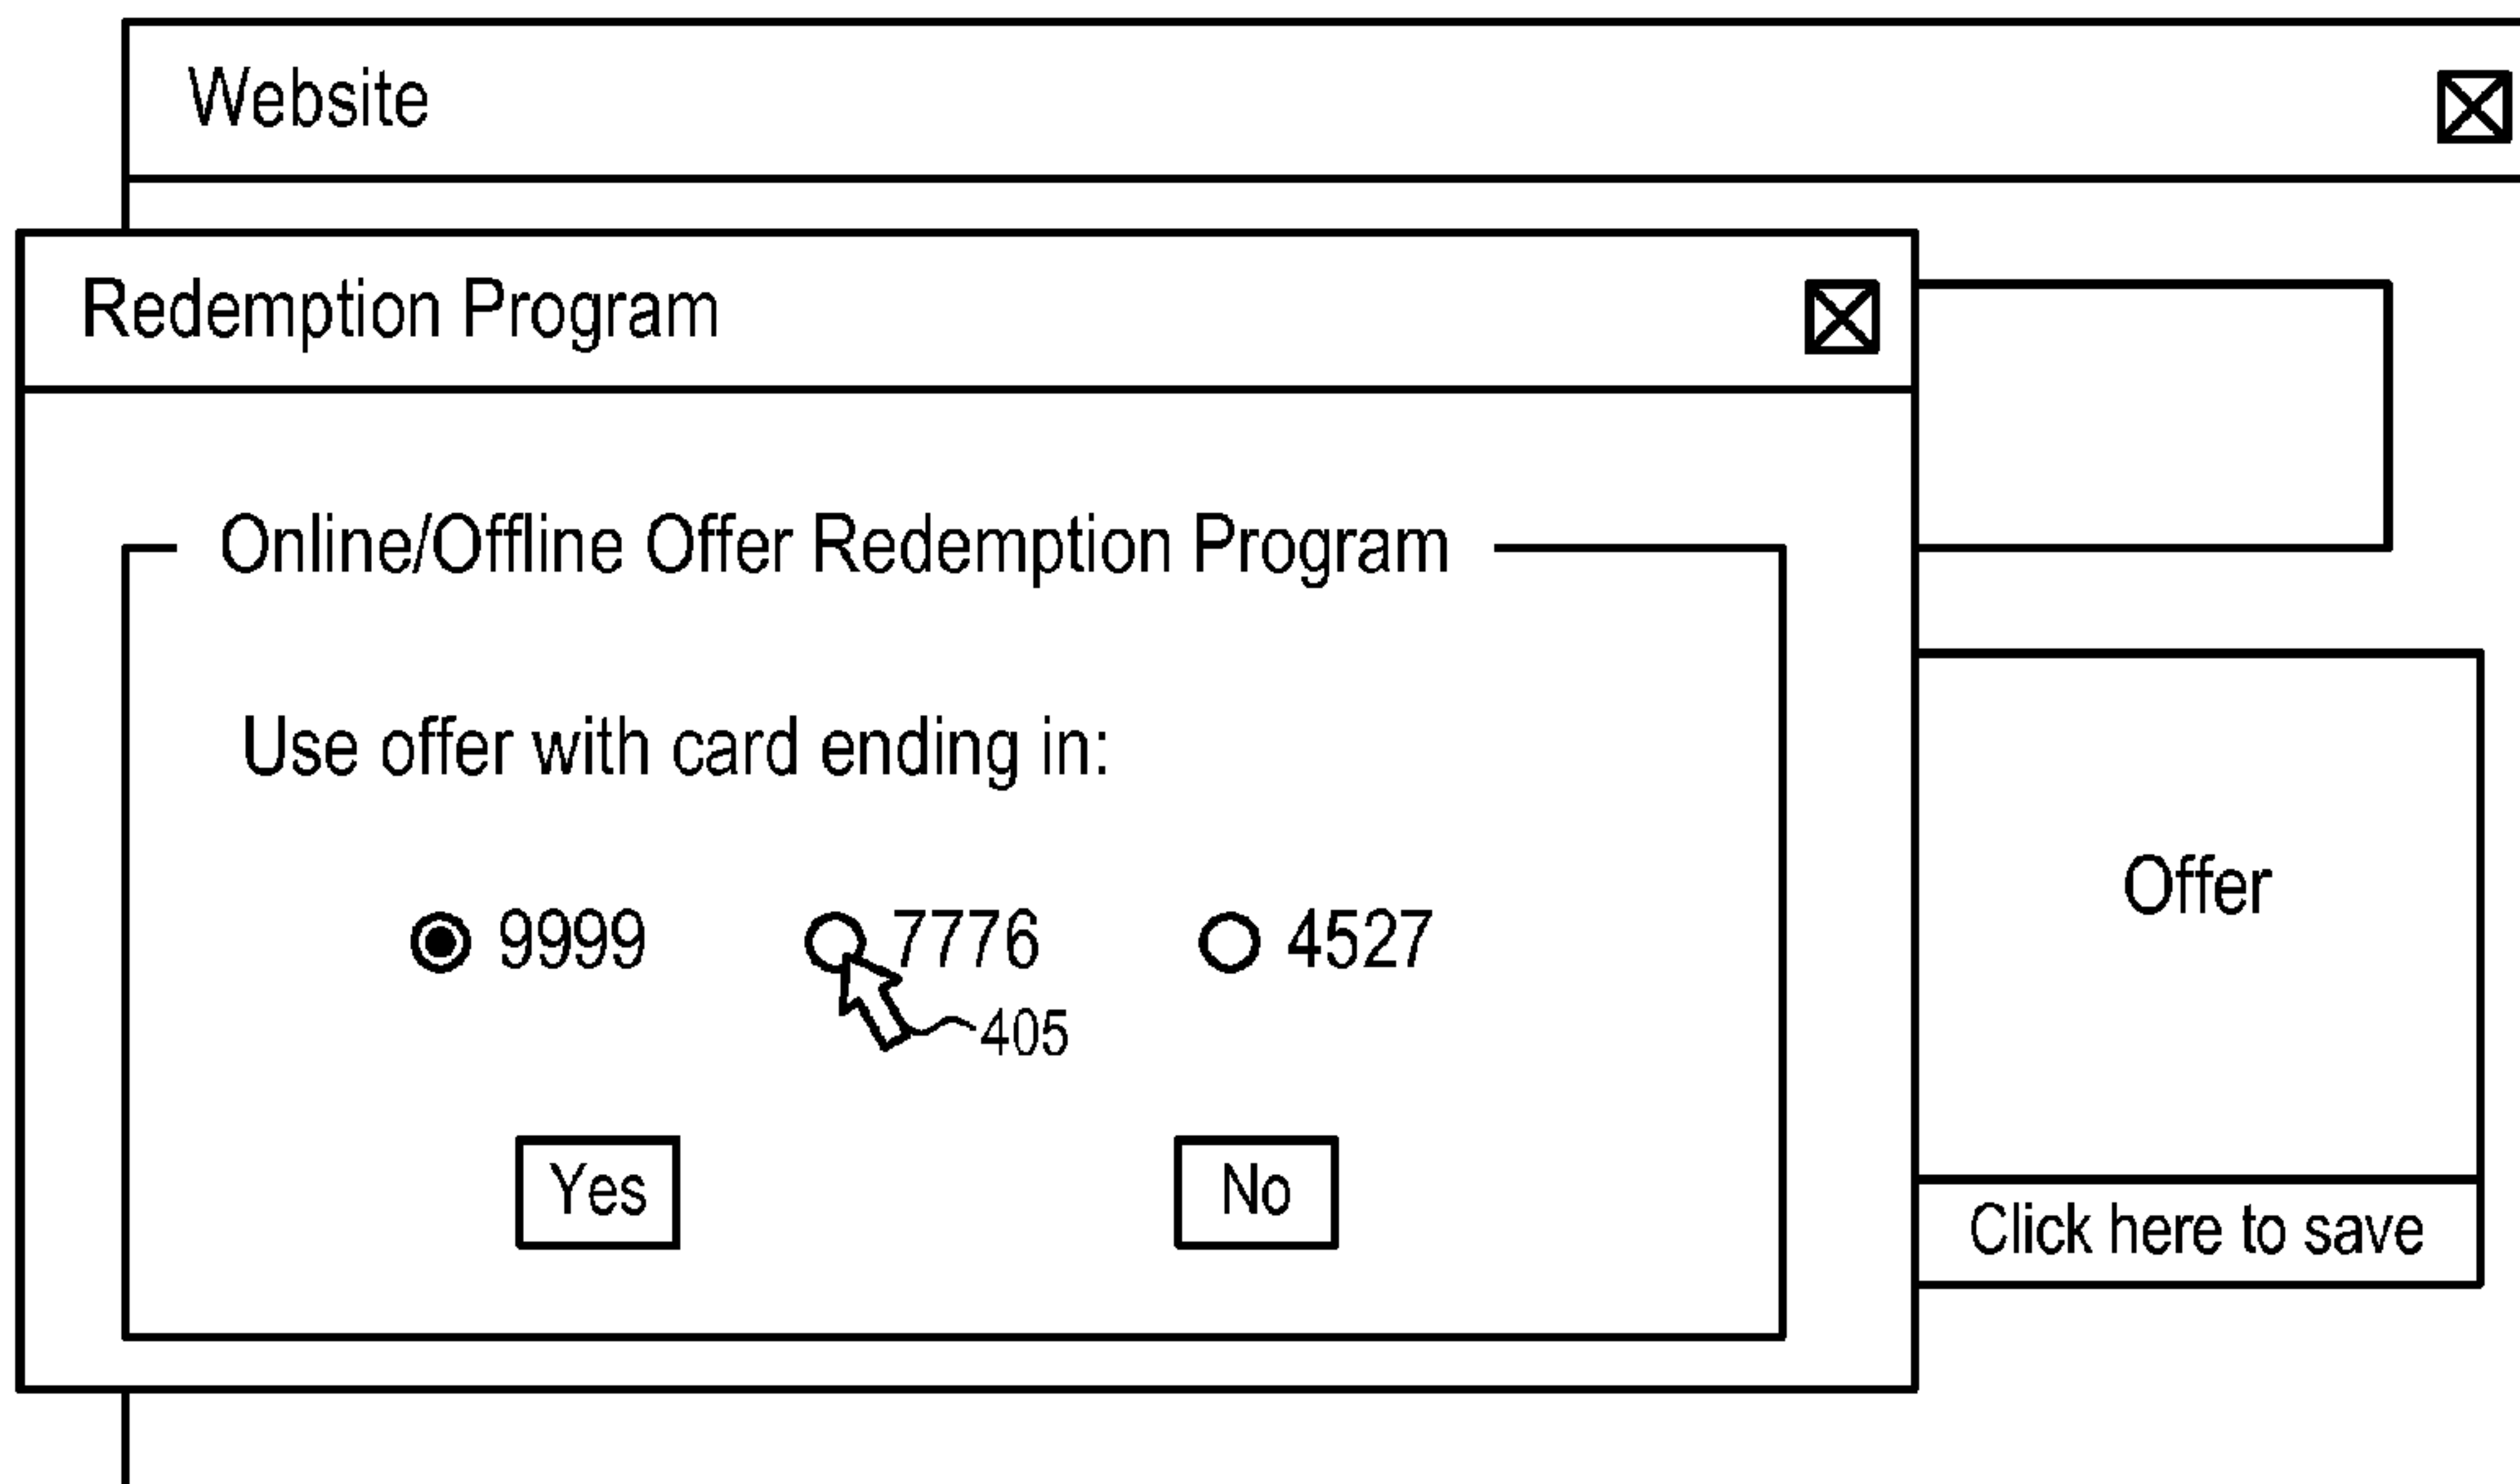 Website
Redemption Program
Online/Offline Offer Redemption Program
Use offer with card ending in:
9999 7776 4527
405
Yes No
Offer
Click here to save